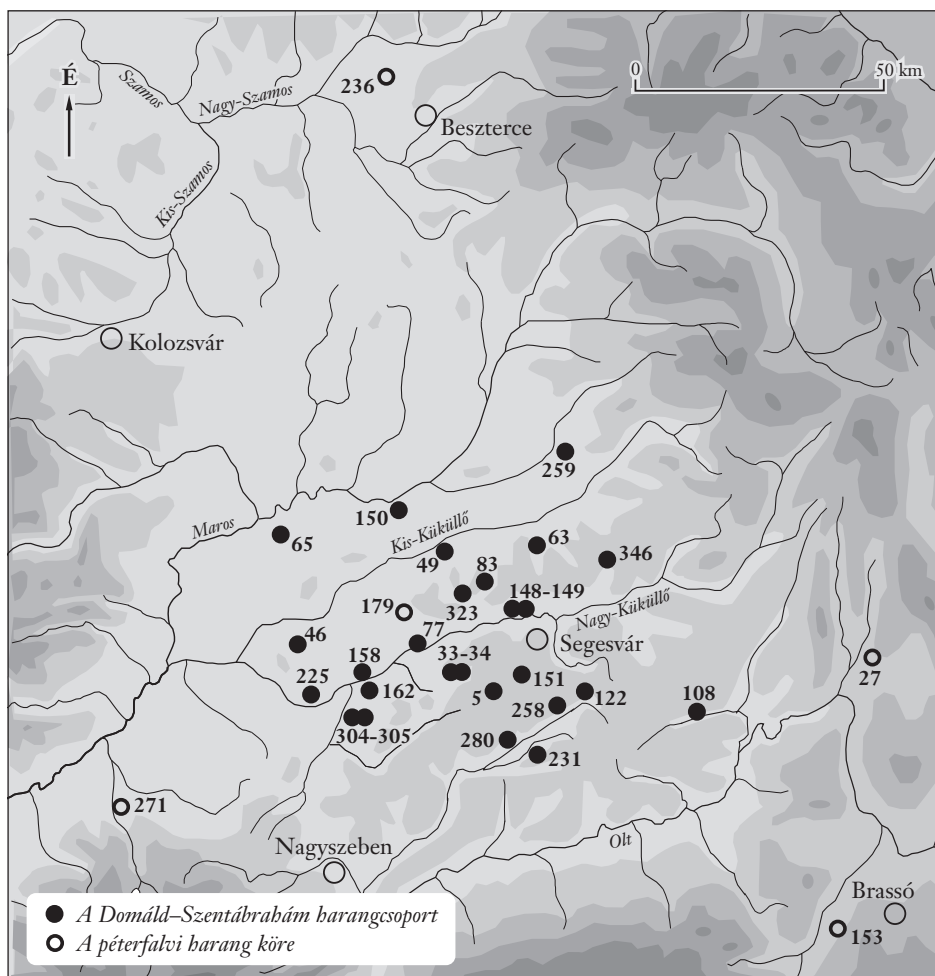 É
0 50 km
236
Szamos
Nagy-Szamos
Beszterce
Kis-Szamos
Kolozsvár
259
150
Maros
65
Kis-Küküllő
49
63
346
83
323
148-149
179
Nagy-Küküllő
77
Segesvár
46
33-34
158
151
27
225
162
5
258
122
108
304-305
280
231
271
Nagyszeben
Olt
Brassó
153
A Domáld–Szentábrahám harangcsoport
A péterfalvi harang köre